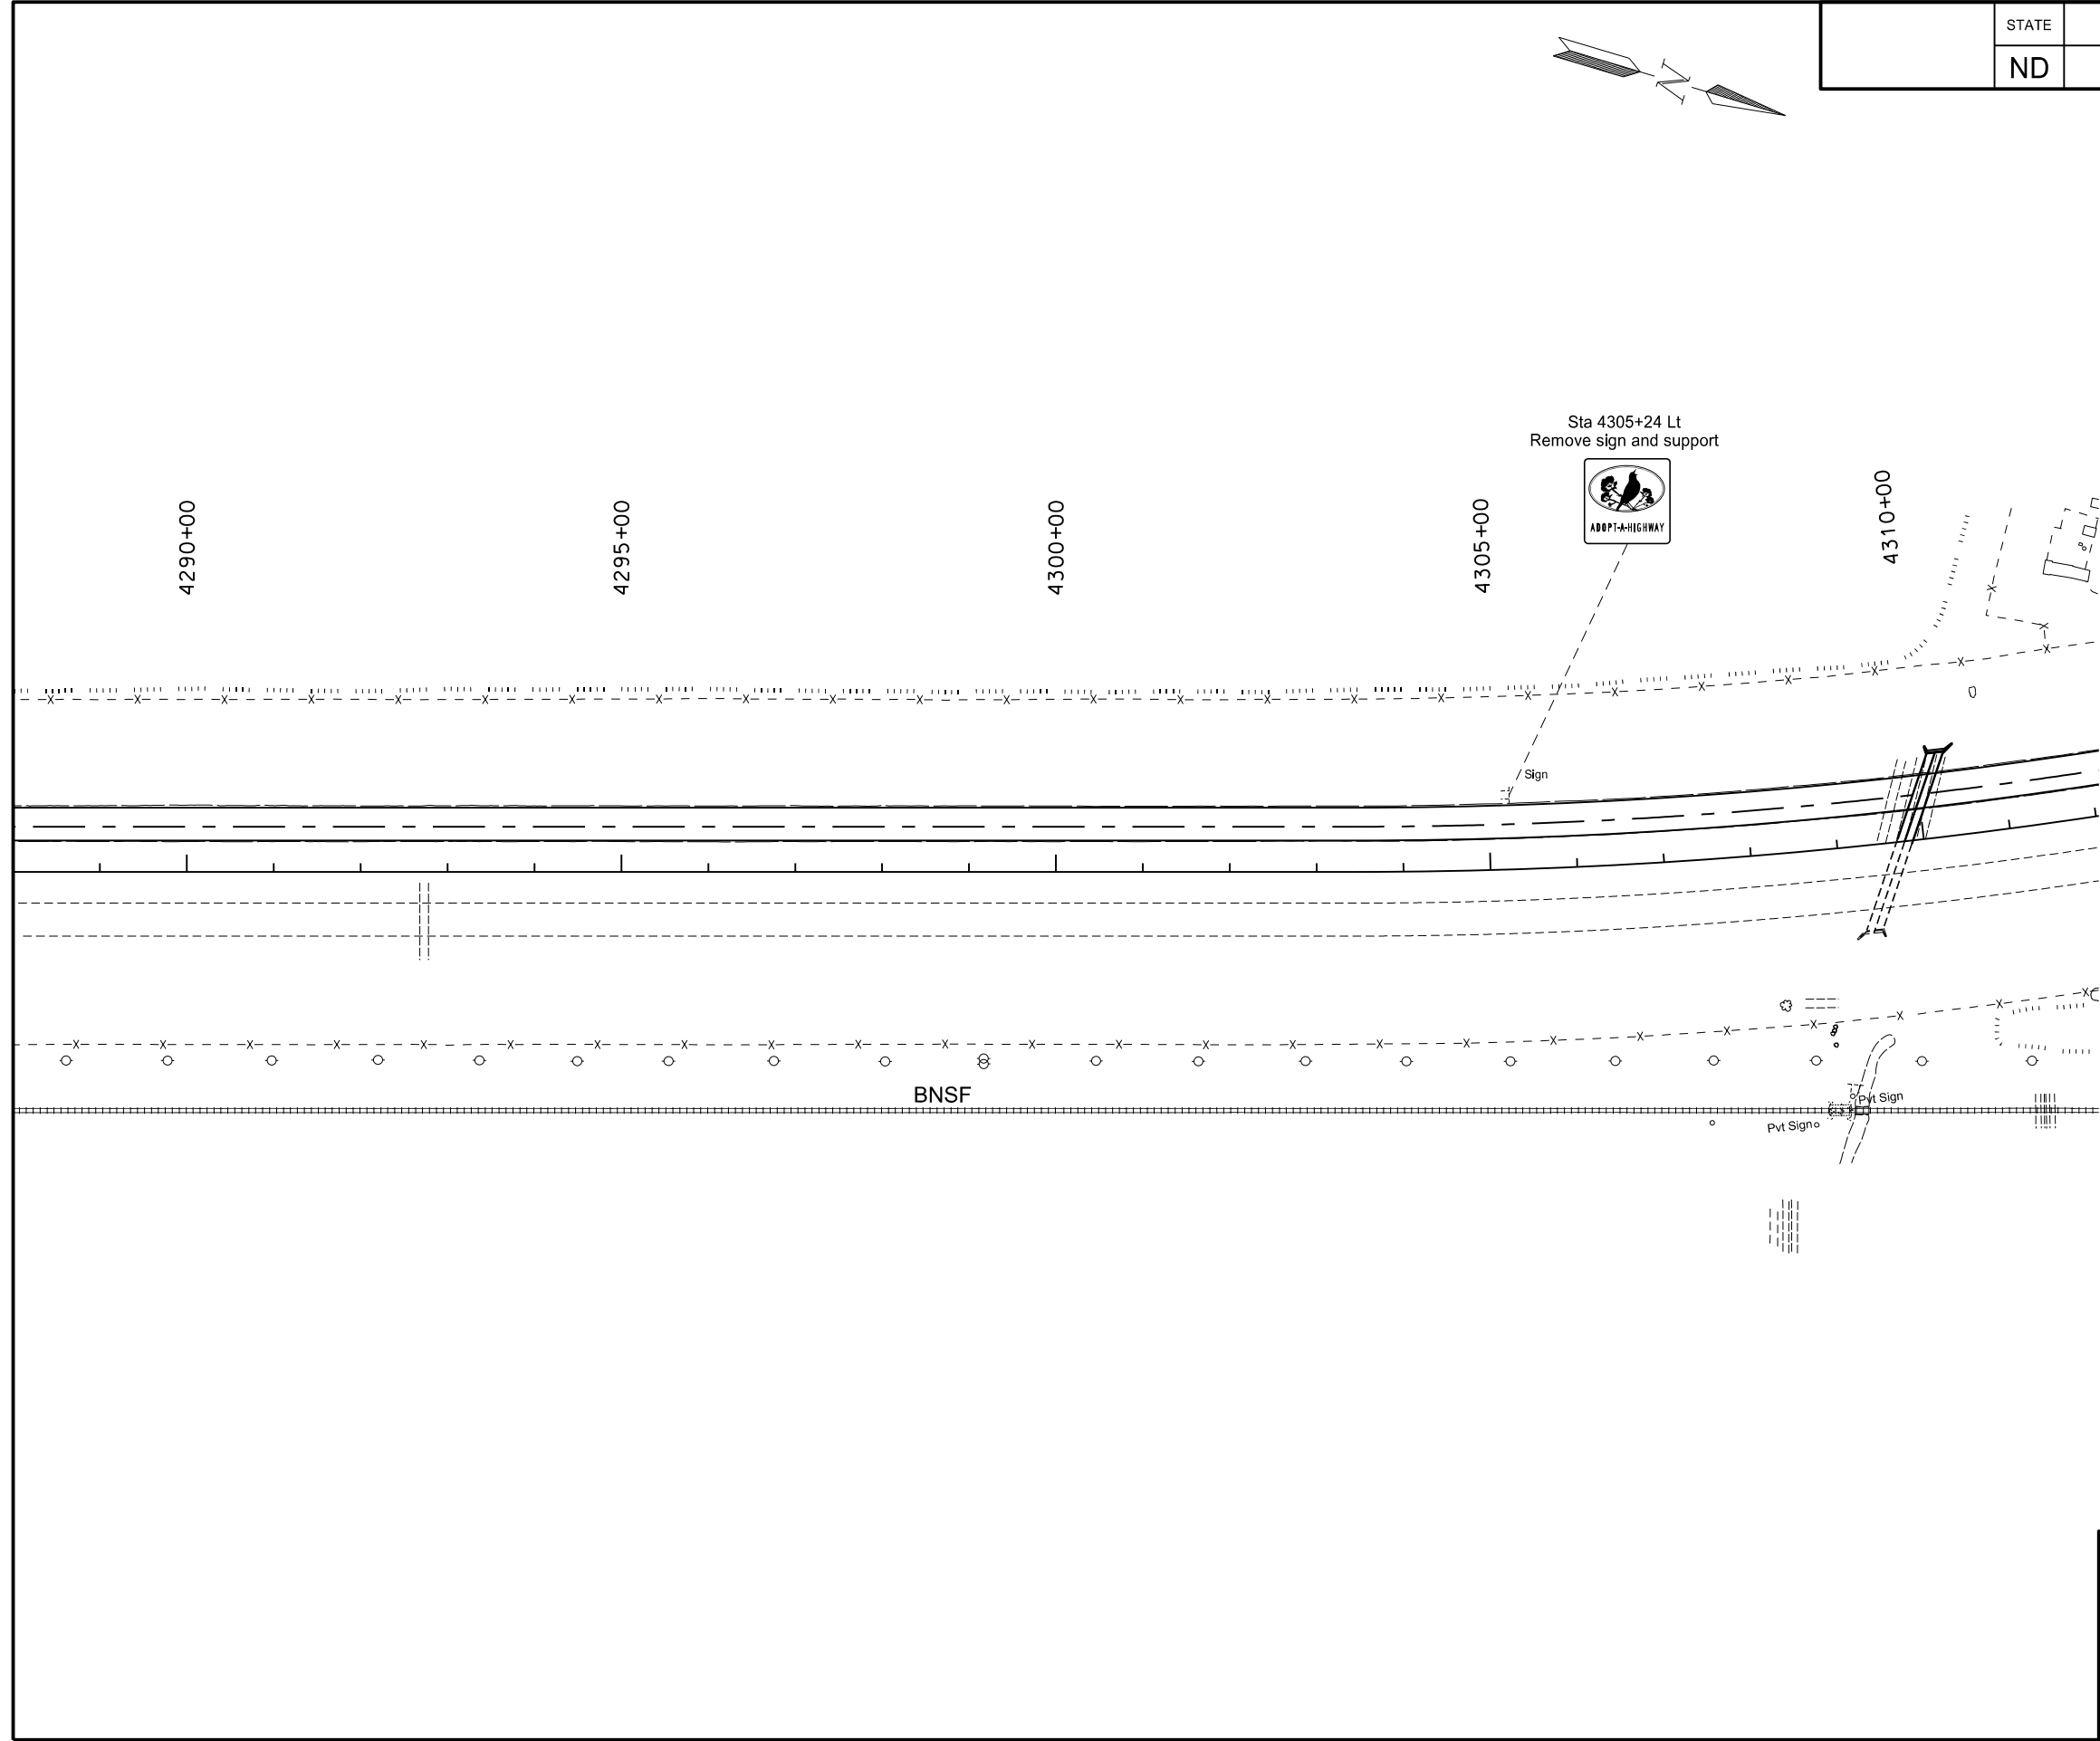 STATE
ND
N
Sta 4305+24 Lt
Remove sign and support
ADOPT-A-HIGHWAY
4290+00
4295+00
4300+00
4305+00
4310+00
Sign
BNSF
Pvt Sign
Pvt Sign